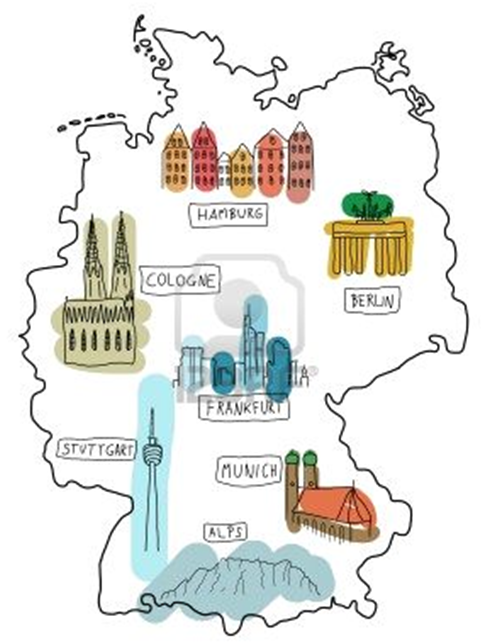 HAMBURG
COLOGNE
BERLIN
FRANKFURT
STUTTGART
MUNICH
ALPS